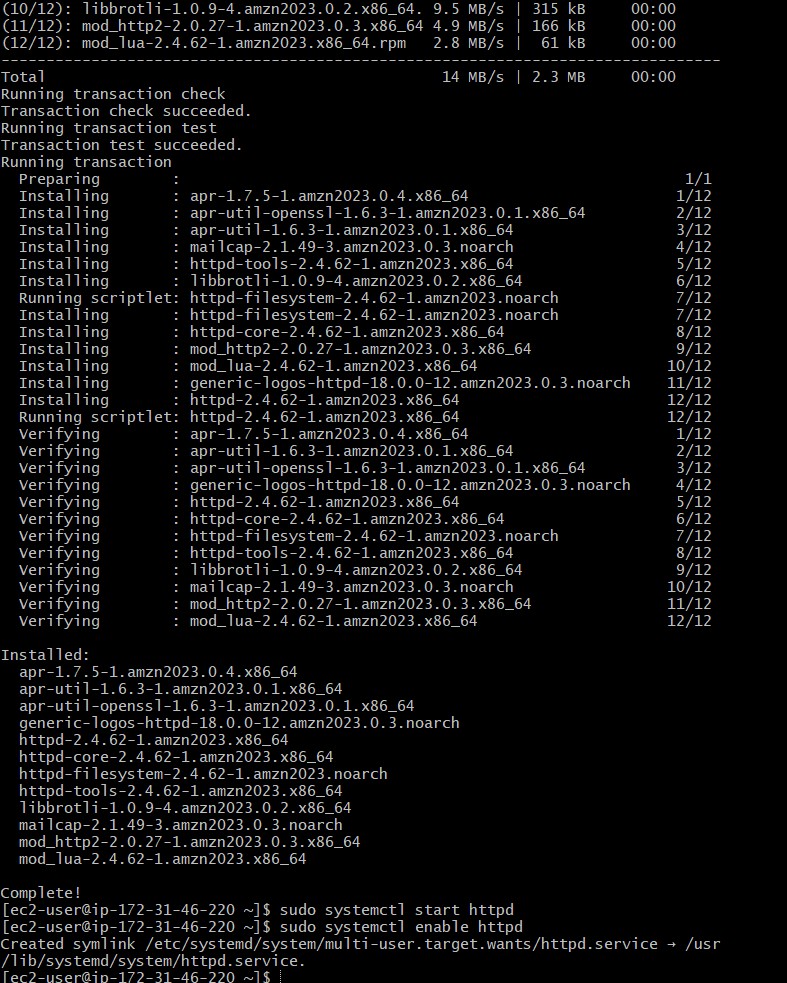 (10/12): libbrotli-1.0.9-4.amzn2023.0.2.x86_64. 9.5 MB/s | 315 kB     00:00
(11/12): mod_http2-2.0.27-1.amzn2023.0.3.x86_64 4.9 MB/s | 166 kB     00:00
(12/12): mod_lua-2.4.62-1.amzn2023.x86_64.rpm   2.8 MB/s |  61 kB     00:00
--------------------------------------------------------------------------------
Total                                            14 MB/s | 2.3 MB     00:00
Running transaction check
Transaction check succeeded.
Running transaction test
Transaction test succeeded.
Running transaction
  Preparing        :                                                        1/1
  Installing       : apr-1.7.5-1.amzn2023.0.4.x86_64                       1/12
  Installing       : apr-util-openssl-1.6.3-1.amzn2023.0.1.x86_64          2/12
  Installing       : apr-util-1.6.3-1.amzn2023.0.1.x86_64                  3/12
  Installing       : mailcap-2.1.49-3.amzn2023.0.3.noarch                  4/12
  Installing       : httpd-tools-2.4.62-1.amzn2023.x86_64                  5/12
  Installing       : libbrotli-1.0.9-4.amzn2023.0.2.x86_64                 6/12
  Running scriptlet: httpd-filesystem-2.4.62-1.amzn2023.noarch             7/12
  Installing       : httpd-filesystem-2.4.62-1.amzn2023.noarch             7/12
  Installing       : httpd-core-2.4.62-1.amzn2023.x86_64                   8/12
  Installing       : mod_http2-2.0.27-1.amzn2023.0.3.x86_64                9/12
  Installing       : mod_lua-2.4.62-1.amzn2023.x86_64                     10/12
  Installing       : generic-logos-httpd-18.0.0-12.amzn2023.0.3.noarch    11/12
  Installing       : httpd-2.4.62-1.amzn2023.x86_64                       12/12
  Running scriptlet: httpd-2.4.62-1.amzn2023.x86_64                       12/12
  Verifying        : apr-1.7.5-1.amzn2023.0.4.x86_64                       1/12
  Verifying        : apr-util-1.6.3-1.amzn2023.0.1.x86_64                  2/12
  Verifying        : apr-util-openssl-1.6.3-1.amzn2023.0.1.x86_64          3/12
  Verifying        : generic-logos-httpd-18.0.0-12.amzn2023.0.3.noarch     4/12
  Verifying        : httpd-2.4.62-1.amzn2023.x86_64                        5/12
  Verifying        : httpd-core-2.4.62-1.amzn2023.x86_64                   6/12
  Verifying        : httpd-filesystem-2.4.62-1.amzn2023.noarch             7/12
  Verifying        : httpd-tools-2.4.62-1.amzn2023.x86_64                  8/12
  Verifying        : libbrotli-1.0.9-4.amzn2023.0.2.x86_64                 9/12
  Verifying        : mailcap-2.1.49-3.amzn2023.0.3.noarch                 10/12
  Verifying        : mod_http2-2.0.27-1.amzn2023.0.3.x86_64               11/12
  Verifying        : mod_lua-2.4.62-1.amzn2023.x86_64                     12/12

Installed:
  apr-1.7.5-1.amzn2023.0.4.x86_64
  apr-util-1.6.3-1.amzn2023.0.1.x86_64
  apr-util-openssl-1.6.3-1.amzn2023.0.1.x86_64
  generic-logos-httpd-18.0.0-12.amzn2023.0.3.noarch
  httpd-2.4.62-1.amzn2023.x86_64
  httpd-core-2.4.62-1.amzn2023.x86_64
  httpd-filesystem-2.4.62-1.amzn2023.noarch
  httpd-tools-2.4.62-1.amzn2023.x86_64
  libbrotli-1.0.9-4.amzn2023.0.2.x86_64
  mailcap-2.1.49-3.amzn2023.0.3.noarch
  mod_http2-2.0.27-1.amzn2023.0.3.x86_64
  mod_lua-2.4.62-1.amzn2023.x86_64

Complete!
[ec2-user@ip-172-31-46-220 ~]$ sudo systemctl start httpd
[ec2-user@ip-172-31-46-220 ~]$ sudo systemctl enable httpd
Created symlink /etc/systemd/system/multi-user.target.wants/httpd.service → /usr
/lib/systemd/system/httpd.service.
[ec2-user@ip-172-31-46-220 ~]$